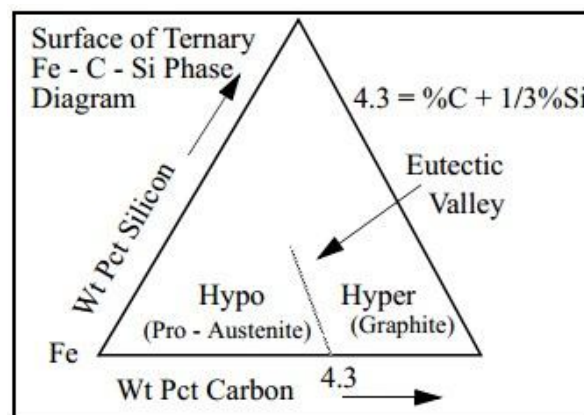 Surface of Ternary
Fe - C - Si Phase
Diagram
4.3 = %C + 1/3%Si
Wt Pct Silicon
Eutectic
Valley
Hypo
(Pro - Austenite)
Hyper
(Graphite)
Fe
4.3
Wt Pct Carbon